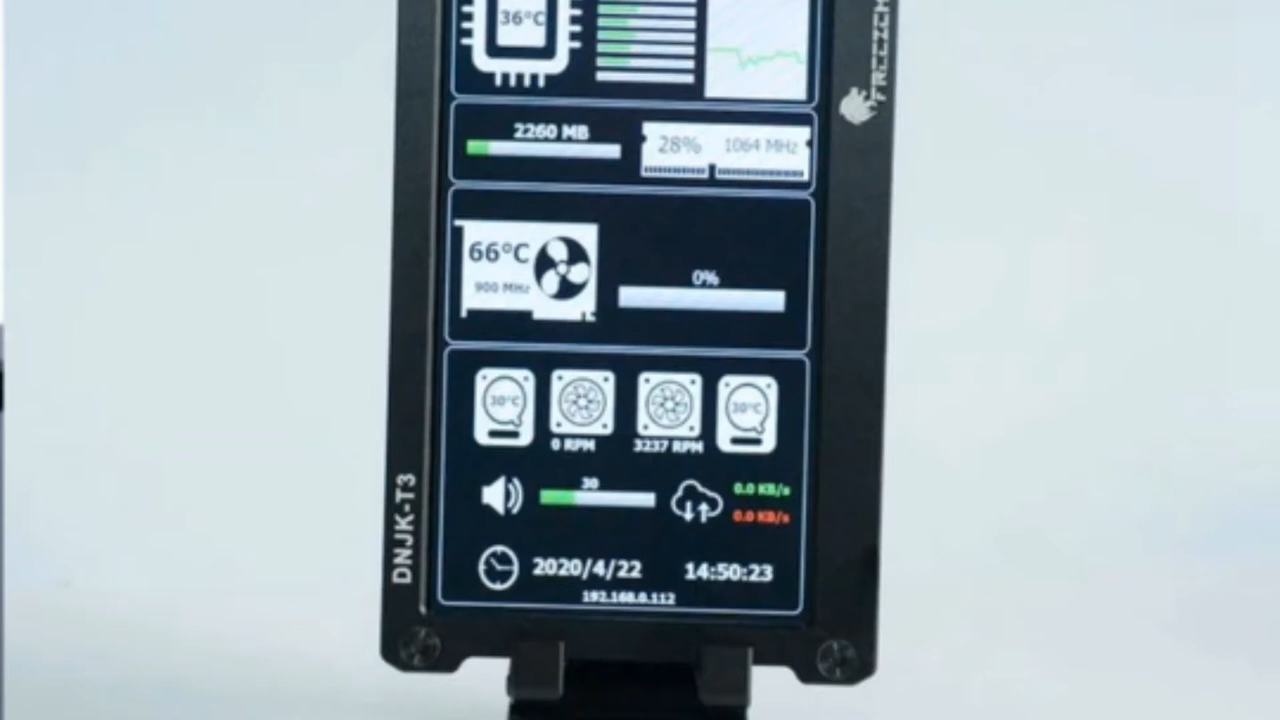 36°C
2260 MB
28% 1064 MHz
66°C
900 MHz
0%
30°C
30°C
0 RPM
3237 RPM
30
0.0 KB/s
0.0 KB/s
2020/4/22
14:50:23
192.168.0.112
DNJK-T3